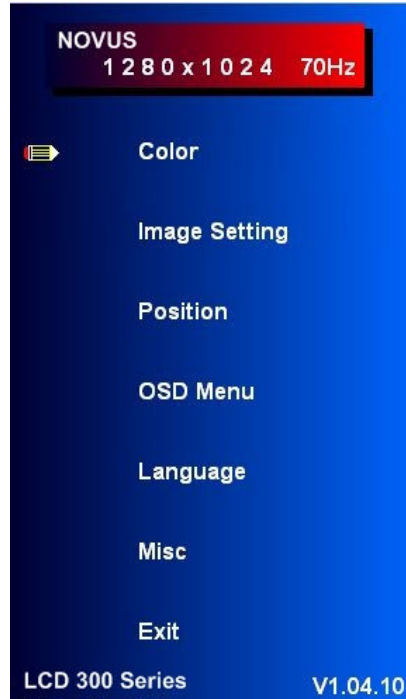 NOVUS
1280x1024 70Hz
Color
Image Setting
Position
OSD Menu
Language
Misc
Exit
LCD 300 Series V1.04.10